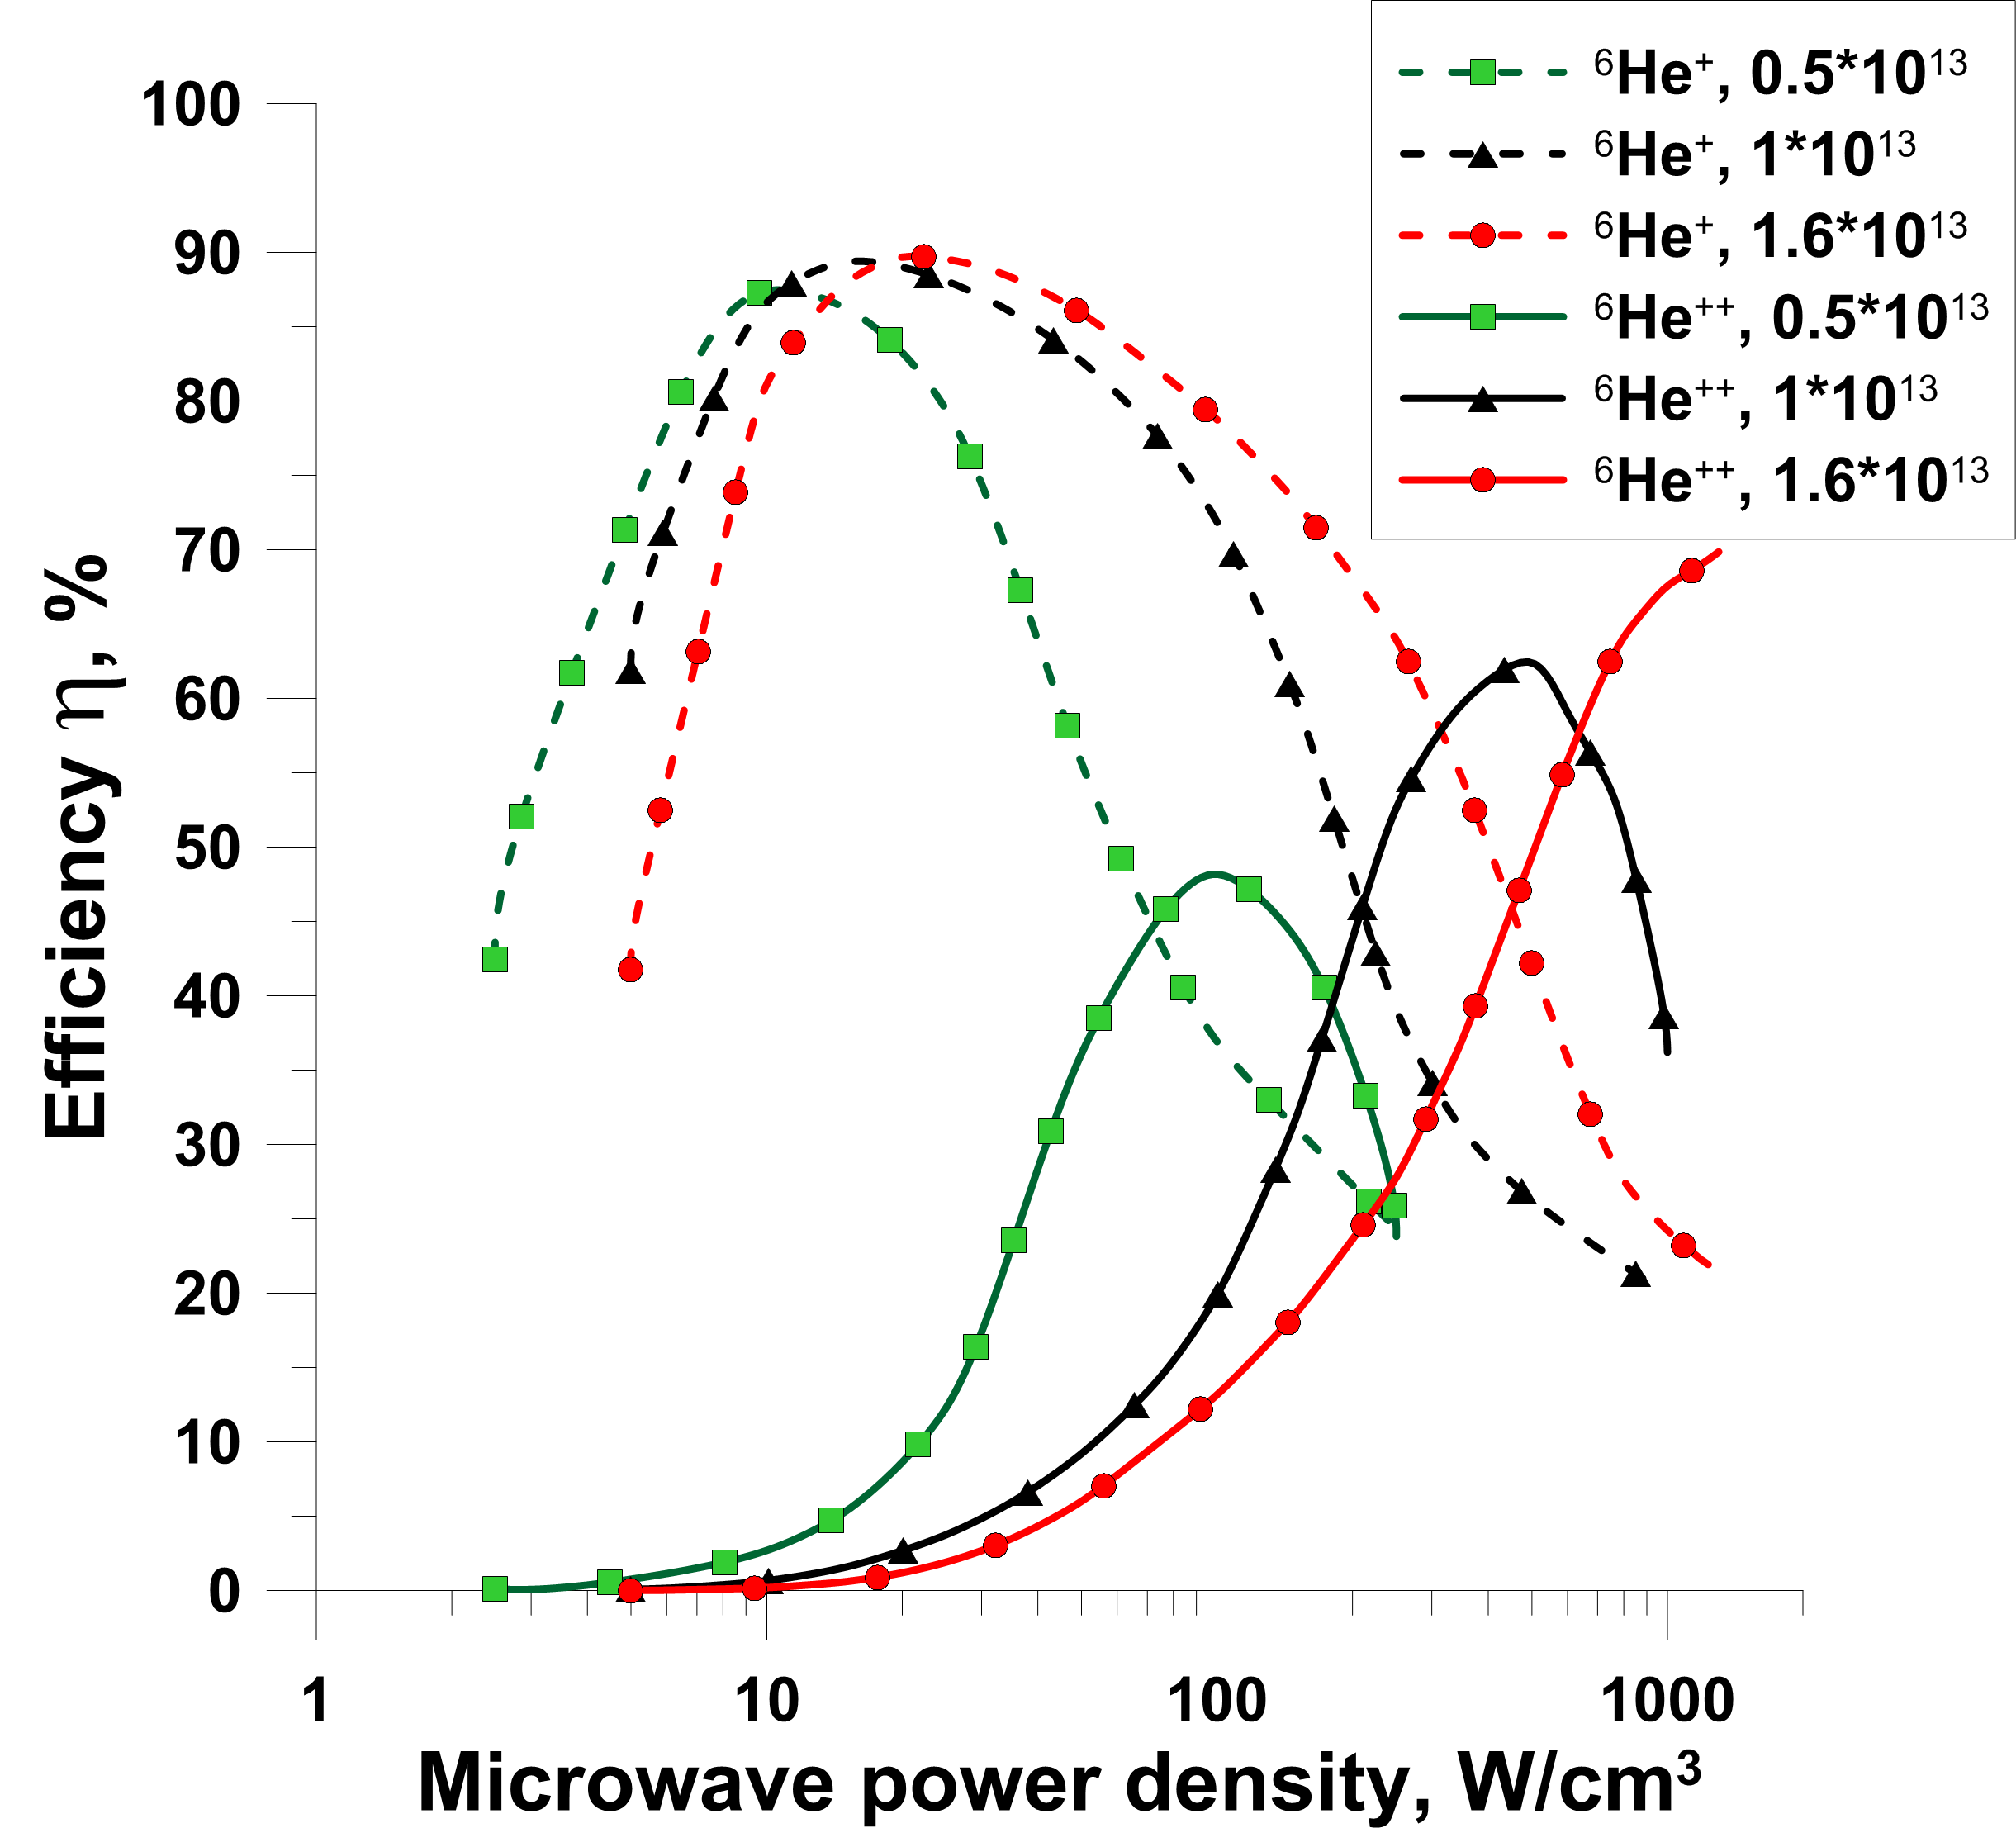 ⁶He⁺, 0.5*10¹³
⁶He⁺, 1*10¹³
⁶He⁺, 1.6*10¹³
⁶He⁺⁺, 0.5*10¹³
⁶He⁺⁺, 1*10¹³
⁶He⁺⁺, 1.6*10¹³
100
90
80
70
60
50
40
30
20
10
0
Efficiency η, %
1 10 100 1000
Microwave power density, W/cm³